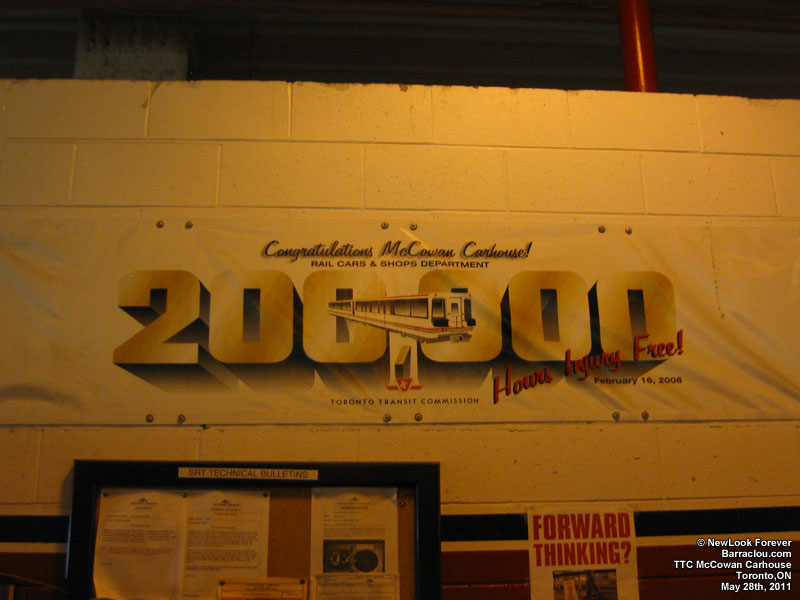 Congratulations McCowan Carhouse!
RAIL CARS & SHOPS DEPARTMENT
200,000
Hours Injury Free!
February 16, 2006
TORONTO TRANSIT COMMISSION
SRT TECHNICAL BULLETINS
FORWARD
THINKING?
© NewLook Forever
Barraclou.com
TTC McCowan Carhouse
Toronto,ON
May 28th, 2011